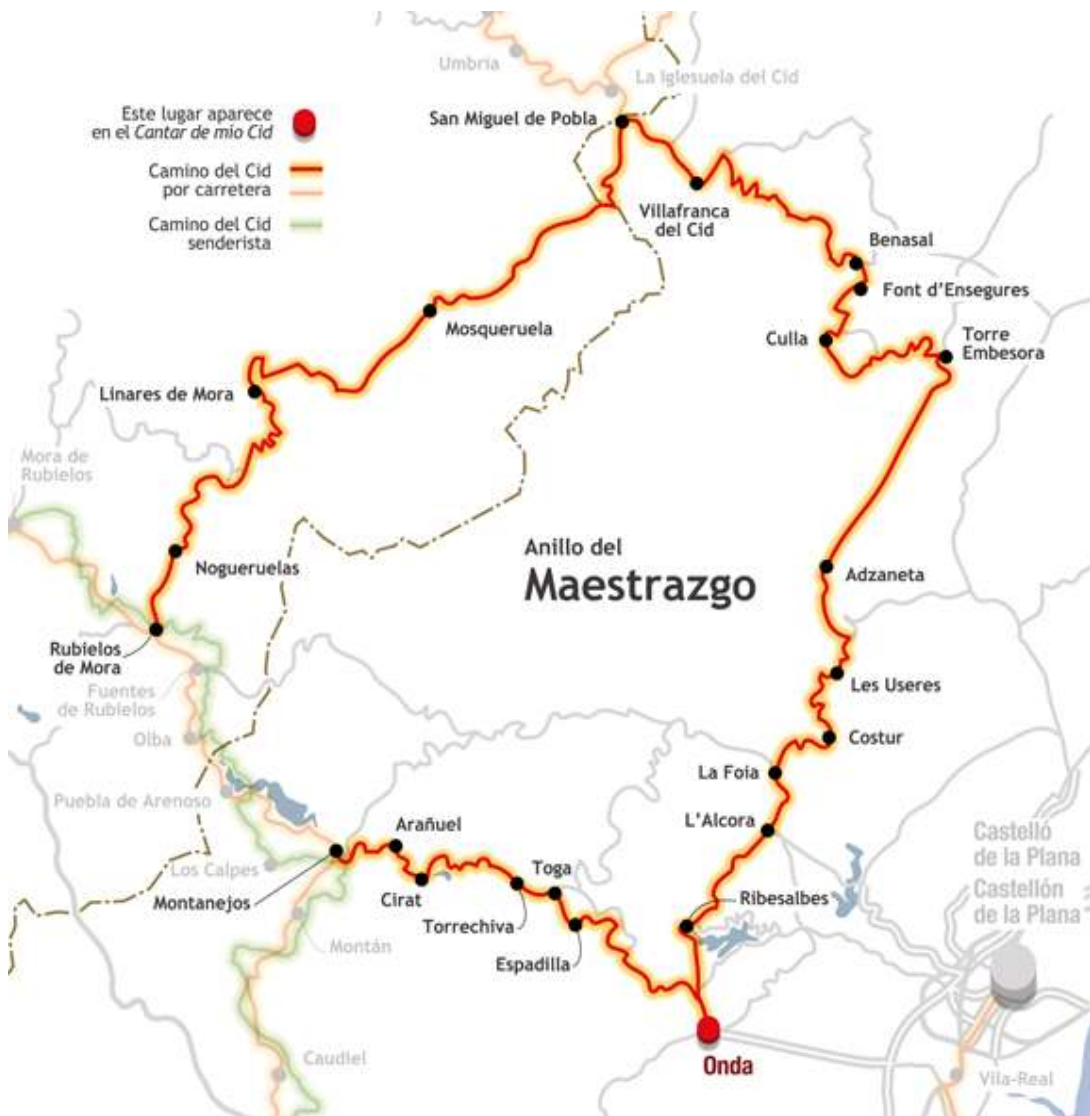 Umbría
La Iglesuela del Cid
Este lugar aparece
en el Cantar de mio Cid
San Miguel de Pobla
Camino del Cid
por carretera
Camino del Cid
senderista
Villafranca
del Cid
Benasal
Font d'Ensegures
Mosqueruela
Culla
Torre
Embesora
Linares de Mora
Mora de
Rubielos
Anillo del
Maestrazgo
Nogueruelas
Adzaneta
Rubielos
de Mora
Fuentes
de Rubielos
Les Useres
Olba
Costur
La Foia
Puebla de Arenoso
L'Alcora
Arañuel
Castelló
de la Plana
Los Calpes
Toga
Castellón
de la Plana
Montanejos
Cirat
Ribesalbes
Torrechiva
Montán
Espadilla
Caudiel
Onda
Vila-Real